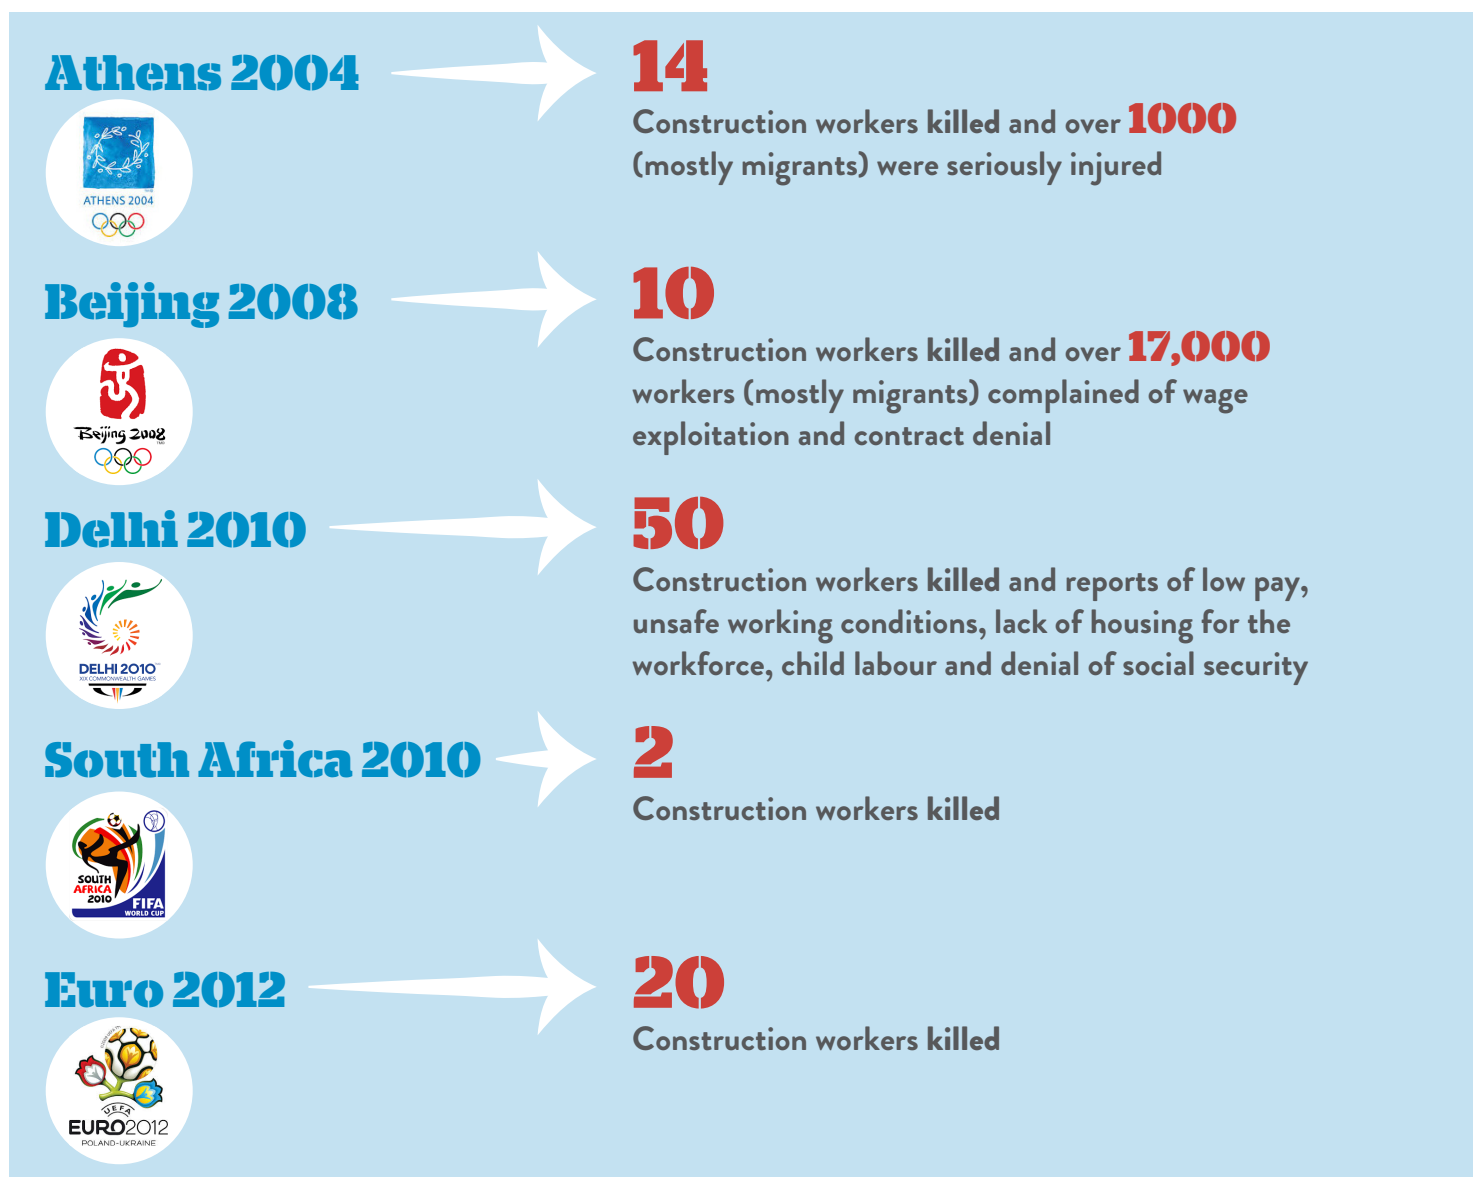 Athens 2004
14
Construction workers killed and over 1000
(mostly migrants) were seriously injured
ATHENS 2004
Beijing 2008
10
Construction workers killed and over 17,000
workers (mostly migrants) complained of wage
exploitation and contract denial
Beijing 2008
Delhi 2010
50
Construction workers killed and reports of low pay,
unsafe working conditions, lack of housing for the
workforce, child labour and denial of social security
DELHI 2010
XIX COMMONWEALTH GAMES
South Africa 2010
2
Construction workers killed
SOUTH
AFRICA
2010
FIFA
WORLD CUP
Euro 2012
20
Construction workers killed
UEFA
EURO2012
POLAND-UKRAINE